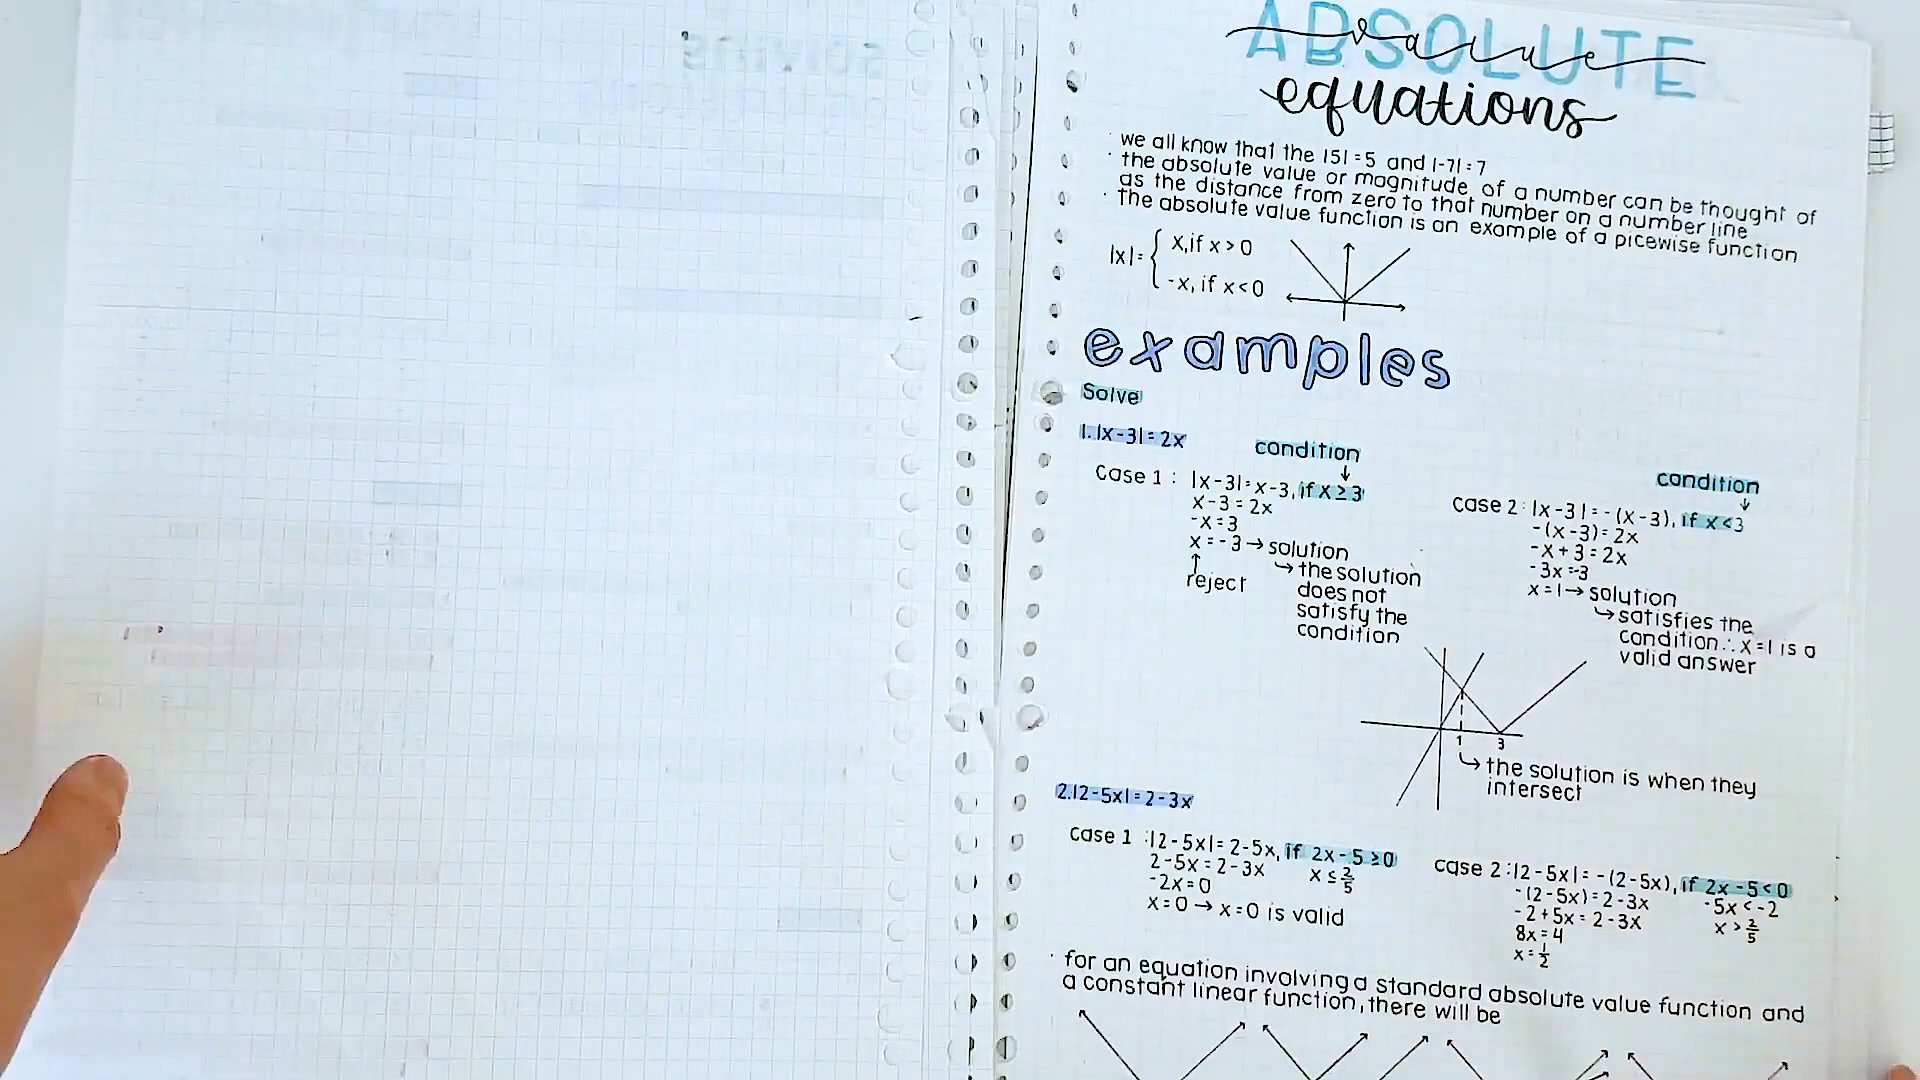 ABSOLUTE
value
equations
· we all know that the |5| = 5 and |-7| = 7
· the absolute value or magnitude of a number can be thought of
as the distance from zero to that number on a number line
· The absolute value function is an example of a picewise function
|x| = { x, if x > 0
-x, if x < 0
examples
Solve
1. |x-3| = 2x
condition
↓
Case 1 : |x-3| = x-3, if x ≥ 3
x-3 = 2x
-x = 3
x = -3 → solution
↑
reject
↳ the solution
does not
satisfy the
condition
condition
↓
case 2 : |x-3| = -(x-3), if x < 3
-(x-3) = 2x
-x+3 = 2x
-3x = -3
x = 1 → solution
↳ satisfies the
condition ∴ x = 1 is a
valid answer
1 3
↳ the solution is when they
intersect
2. |2-5x| = 2-3x
case 1 : |2-5x| = 2-5x, if 2x-5 ≥ 0
2-5x = 2-3x x ≤ 2/5
-2x = 0
x = 0 → x = 0 is valid
case 2 : |2-5x| = -(2-5x), if 2x-5 < 0
-(2-5x) = 2-3x -5x < -2
-2+5x = 2-3x x > 2/5
8x = 4
x = 1/2
· for an equation involving a standard absolute value function and
a constant linear function, there will be